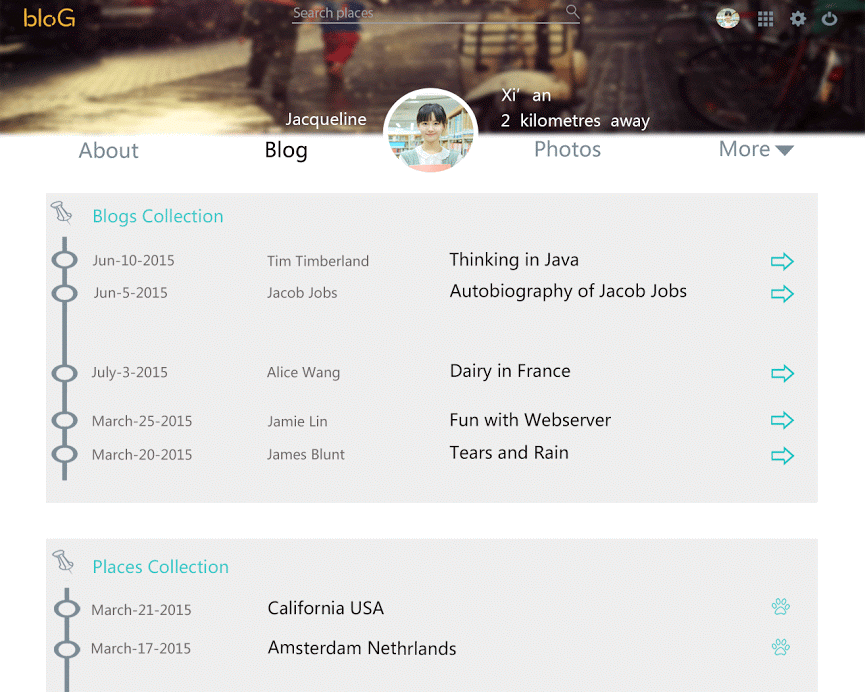 bloG
Search places
Jacqueline
Xi' an
2 kilometres away
About Blog Photos More
Blogs Collection
Jun-10-2015 Tim Timberland Thinking in Java
Jun-5-2015 Jacob Jobs Autobiography of Jacob Jobs
July-3-2015 Alice Wang Dairy in France
March-25-2015 Jamie Lin Fun with Webserver
March-20-2015 James Blunt Tears and Rain
Places Collection
March-21-2015 California USA
March-17-2015 Amsterdam Nethrlands